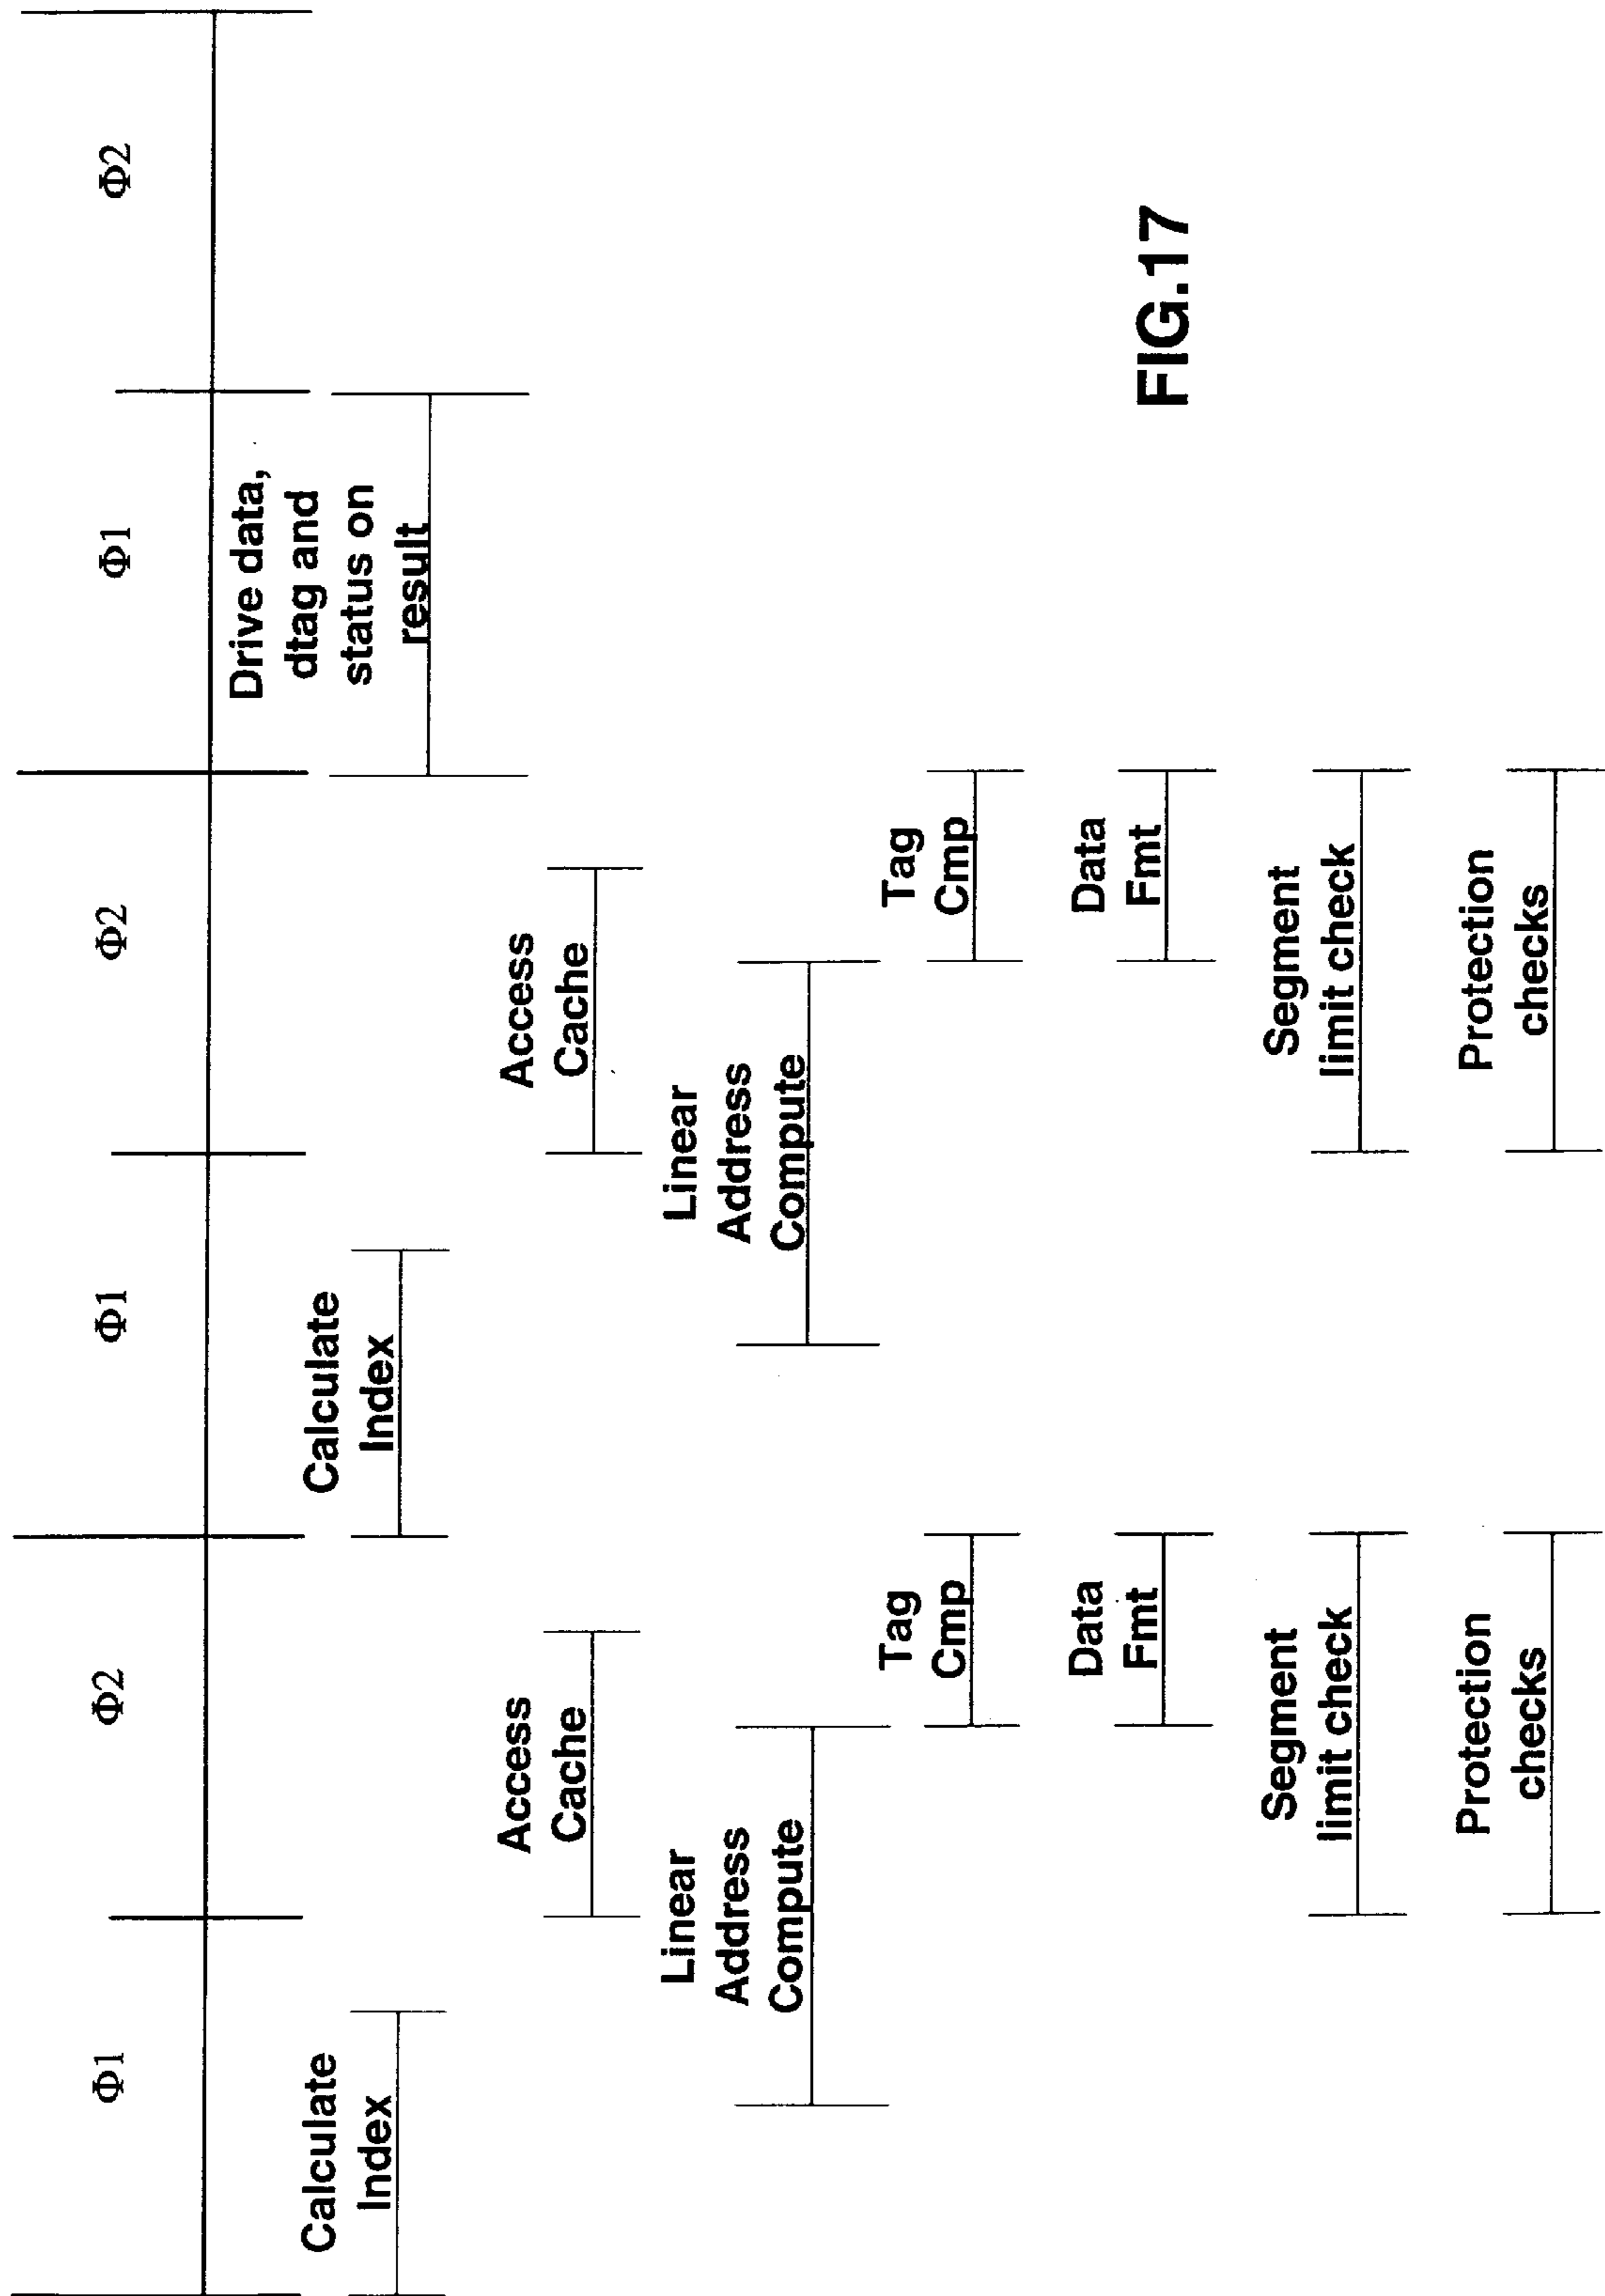 Φ1
Φ2
Φ1
Φ2
Φ1
Φ2
Calculate
Index
Calculate
Index
Drive data,
dtag and
status on
result
Access
Cache
Access
Cache
Linear
Address
Compute
Linear
Address
Compute
Tag
Cmp
Tag
Cmp
Data
Fmt
Data
Fmt
Segment
limit check
Segment
limit check
Protection
checks
Protection
checks
FIG.17